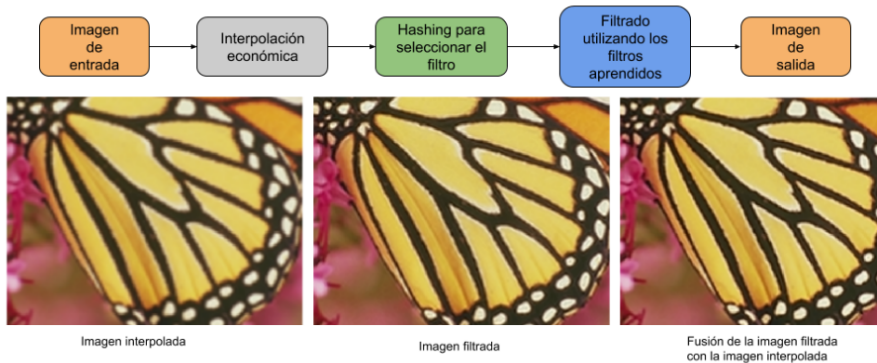 Imagen
de
entrada
Interpolación
económica
Hashing para
seleccionar el
filtro
Filtrado
utilizando los
filtros
aprendidos
Imagen
de
salida
Imagen interpolada
Imagen filtrada
Fusión de la imagen filtrada
con la imagen interpolada